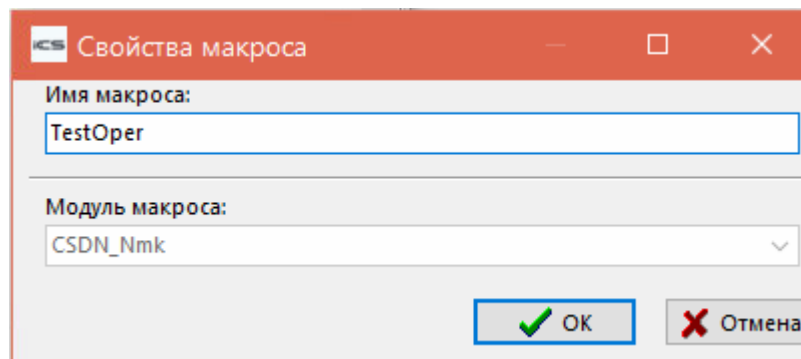 iCS Свойства макроса
Имя макроса:
TestOper
Модуль макроса:
CSDN_Nmk
OK Отмена